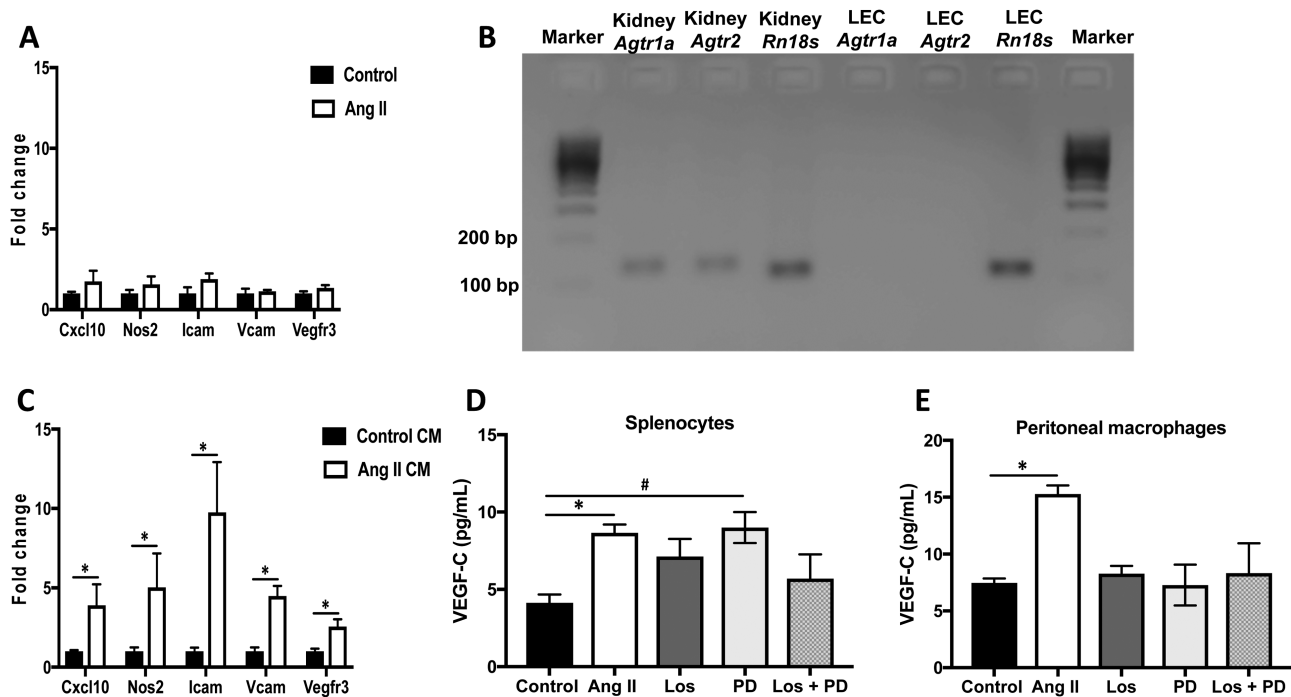 A
Fold change
15
10
5
0
Control
Ang II
Cxcl10 Nos2 Icam Vcam Vegfr3
B
Marker Kidney Kidney Kidney LEC LEC LEC Marker
Agtr1a Agtr2 Rn18s Agtr1a Agtr2 Rn18s
200 bp
100 bp
C
Fold change
15
10
5
0
Control CM
Ang II CM
* * * * *
Cxcl10 Nos2 Icam Vcam Vegfr3
D
Splenocytes
VEGF-C (pg/mL)
15
10
5
0
#
*
Control Ang II Los PD Los + PD
E
Peritoneal macrophages
VEGF-C (pg/mL)
20
15
10
5
0
*
Control Ang II Los PD Los + PD